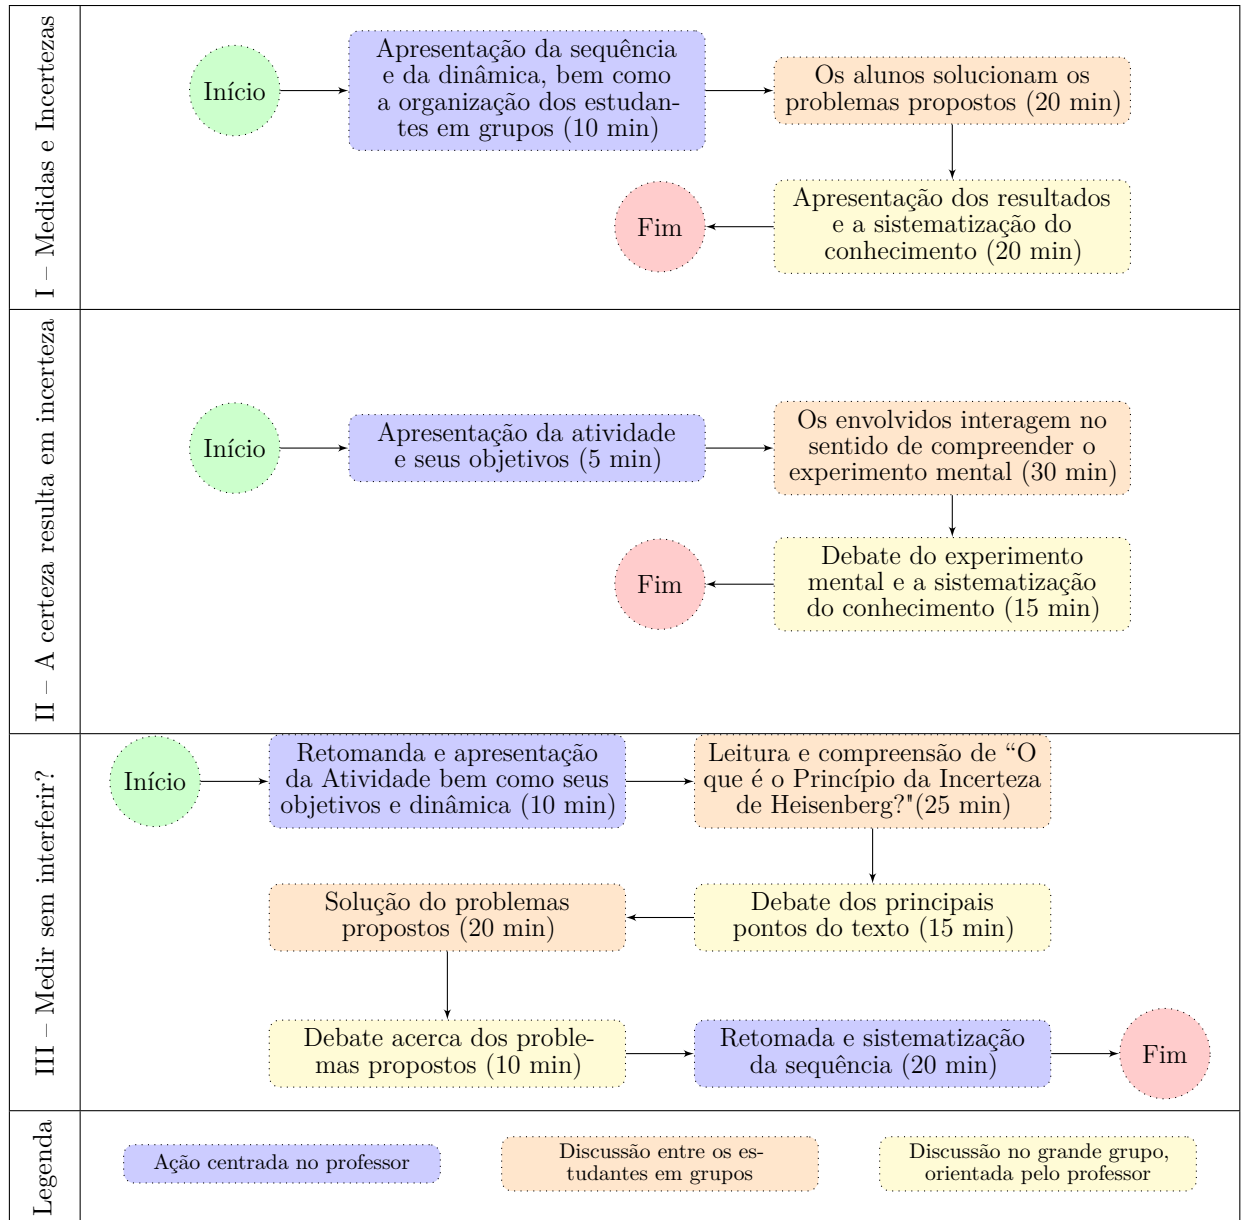 I – Medidas e Incertezas
Início
Apresentação da sequência
e da dinâmica, bem como
a organização dos estudan-
tes em grupos (10 min)
Os alunos solucionam os
problemas propostos (20 min)
Apresentação dos resultados
e a sistematização do
conhecimento (20 min)
Fim
II – A certeza resulta em incerteza
Início
Apresentação da atividade
e seus objetivos (5 min)
Os envolvidos interagem no
sentido de compreender o
experimento mental (30 min)
Debate do experimento
mental e a sistematização
do conhecimento (15 min)
Fim
III – Medir sem interferir?
Início
Retomanda e apresentação
da Atividade bem como seus
objetivos e dinâmica (10 min)
Leitura e compreensão de “O
que é o Princípio da Incerteza
de Heisenberg?"(25 min)
Debate dos principais
pontos do texto (15 min)
Solução do problemas
propostos (20 min)
Debate acerca dos proble-
mas propostos (10 min)
Retomada e sistematização
da sequência (20 min)
Fim
Legenda
Ação centrada no professor
Discussão entre os es-
tudantes em grupos
Discussão no grande grupo,
orientada pelo professor